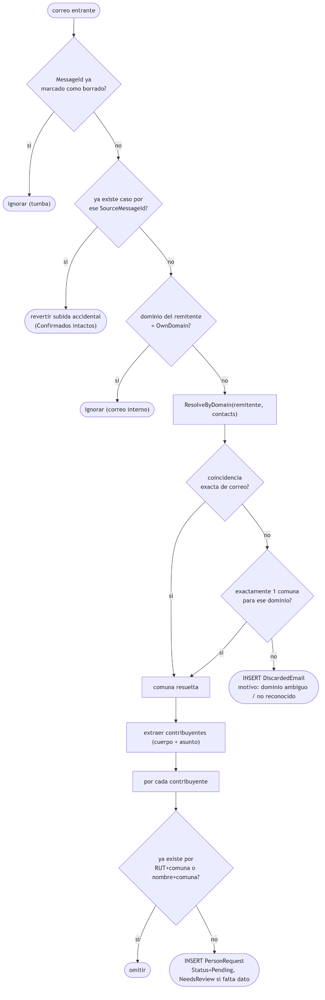 correo entrante
MessageId ya
marcado como borrado?
si
no
ya existe caso por
ese SourceMessageId?
ignorar (tumba)
si
no
revertir subida accidental
(Confirmados intactos)
dominio del remitente
= OwnDomain?
si
no
ignorar (correo interno)
ResolveByDomain(remitente,
contacts)
coincidencia
exacta de correo?
no
si
exactamente 1 comuna
para ese dominio?
si
no
comuna resuelta
INSERT DiscardedEmail
motivo: dominio ambiguo
/ no reconocido
extraer contribuyentes
(cuerpo + asunto)
por cada contribuyente
ya existe por
RUT+comuna o
nombre+comuna?
si
no
omitir
INSERT PersonRequest
Status=Pending,
NeedsReview si falta dato